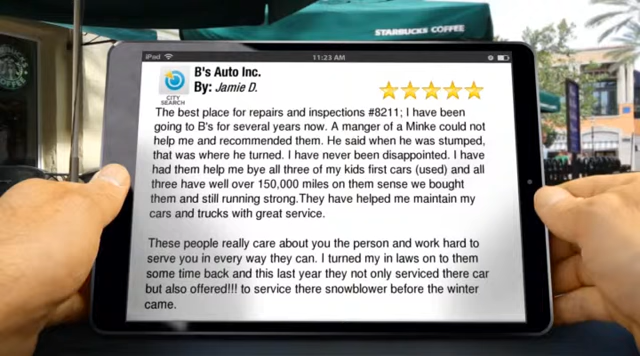 STARBUCKS COFFEE
iPod
11:23 AM
B's Auto Inc.
By: Jamie D.
CITY
SEARCH
The best place for repairs and inspections #8211; I have been
going to B's for several years now. A manger of a Minke could not
help me and recommended them. He said when he was stumped,
that was where he turned. I have never been disappointed. I have
had them help me bye all three of my kids first cars (used) and all
three have well over 150,000 miles on them sense we bought
them and still running strong.They have helped me maintain my
cars and trucks with great service.
These people really care about you the person and work hard to
serve you in every way they can. I turned my in laws on to them
some time back and this last year they not only serviced there car
but also offered!!! to service there snowblower before the winter
came.